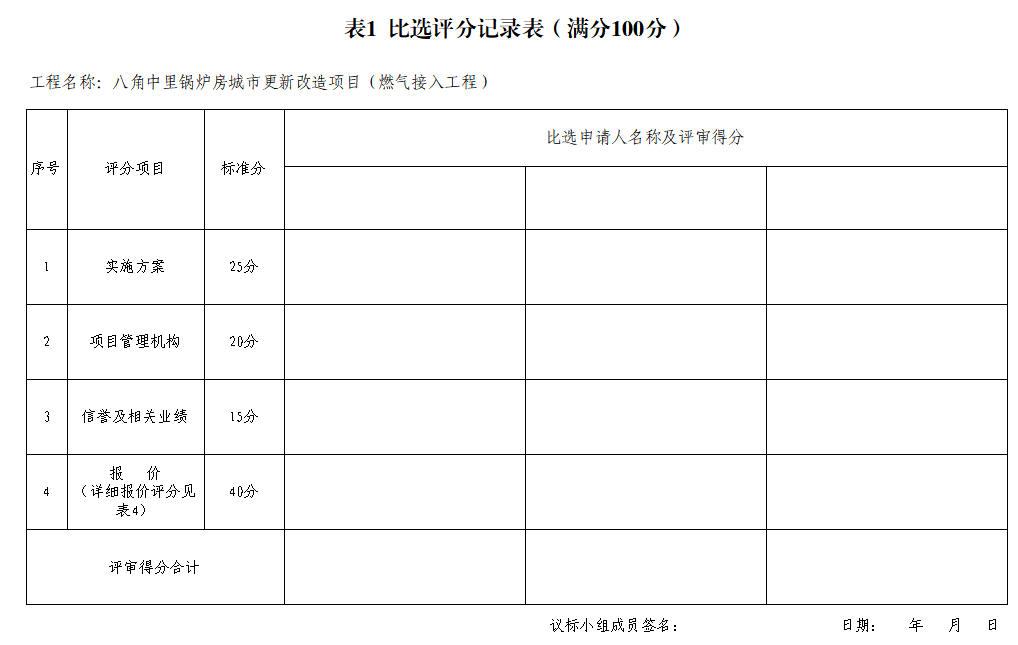 表1 比选评分记录表（满分100分）
工程名称：八角中里锅炉房城市更新改造项目（燃气接入工程）
序号 评分项目 标准分 比选申请人名称及评审得分
1 实施方案 25分
2 项目管理机构 20分
3 信誉及相关业绩 15分
4 报 价
（详细报价评分见
表4） 40分
评审得分合计
议标小组成员签名： 日期： 年 月 日